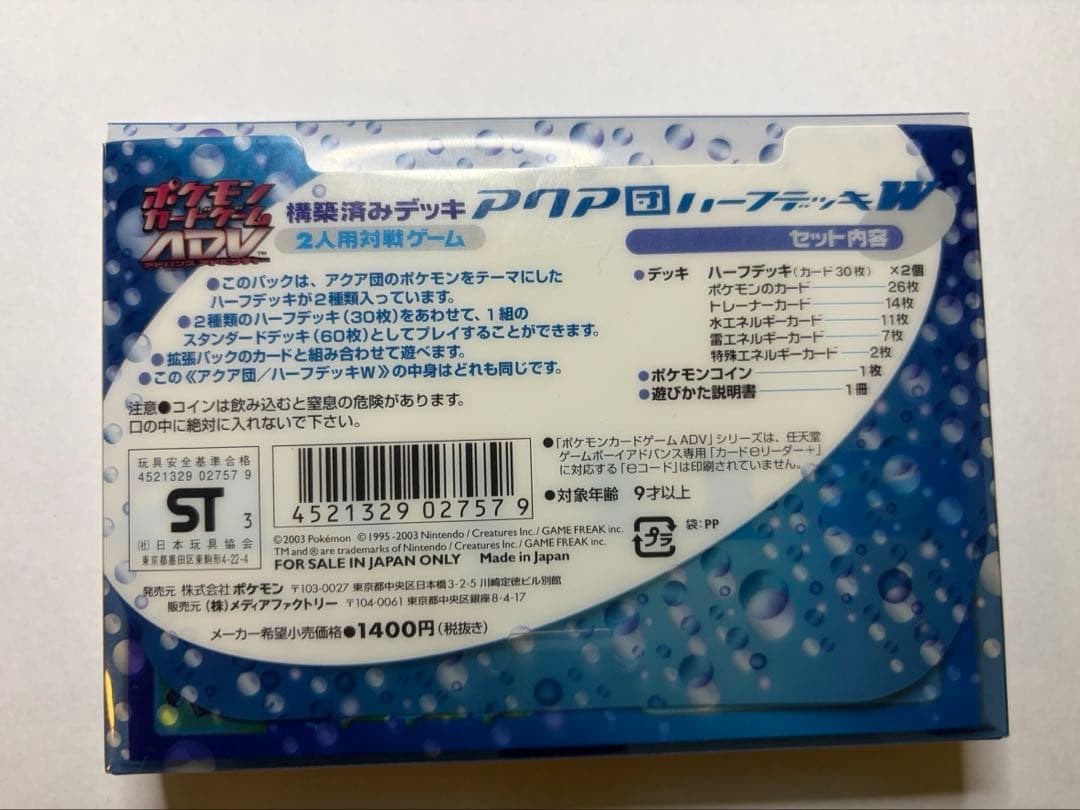 ポケモン
カードゲーム
ADV™
構築済みデッキ アクア団ハーフデッキW
2人用対戦ゲーム
●このパックは、アクア団のポケモンをテーマにした
ハーフデッキが2種類入っています。
●2種類のハーフデッキ(30枚)をあわせて、1組の
スタンダードデッキ(60枚)としてプレイすることができます。
●拡張パックのカードと組み合わせて遊べます。
●この《アクア団/ハーフデッキW》の中身はどれも同じです。
注意●コインは飲み込むと窒息の危険があります。
口の中に絶対に入れないで下さい。
セット内容
●デッキ ハーフデッキ(カード30枚) ×2個
ポケモンのカード 26枚
トレーナーカード 14枚
水エネルギーカード 11枚
雷エネルギーカード 7枚
特殊エネルギーカード 2枚
●ポケモンコイン 1枚
●遊びかた説明書 1冊
●「ポケモンカードゲームADV」シリーズは、任天堂
ゲームボーイアドバンス専用「カードeリーダー+」
に対応する「eコード」は印刷されていません。
●対象年齢 9才以上
プラ 袋:PP
玩具安全基準合格
4521329 02757 9
ST 3
(社)日本玩具協会
東京都墨田区東駒形4-22-4
4521329 027579
©2003 Pokémon ©1995-2003 Nintendo/Creatures Inc./GAME FREAK inc.
TM and ® are trademarks of Nintendo/Creatures Inc./GAME FREAK inc.
FOR SALE IN JAPAN ONLY Made in Japan
発売元 株式会社 ポケモン 〒103-0027 東京都中央区日本橋3-2-5 川崎定徳ビル別館
販売元 (株)メディアファクトリー 〒104-0061 東京都中央区銀座8-4-17
メーカー希望小売価格●1400円(税抜き)